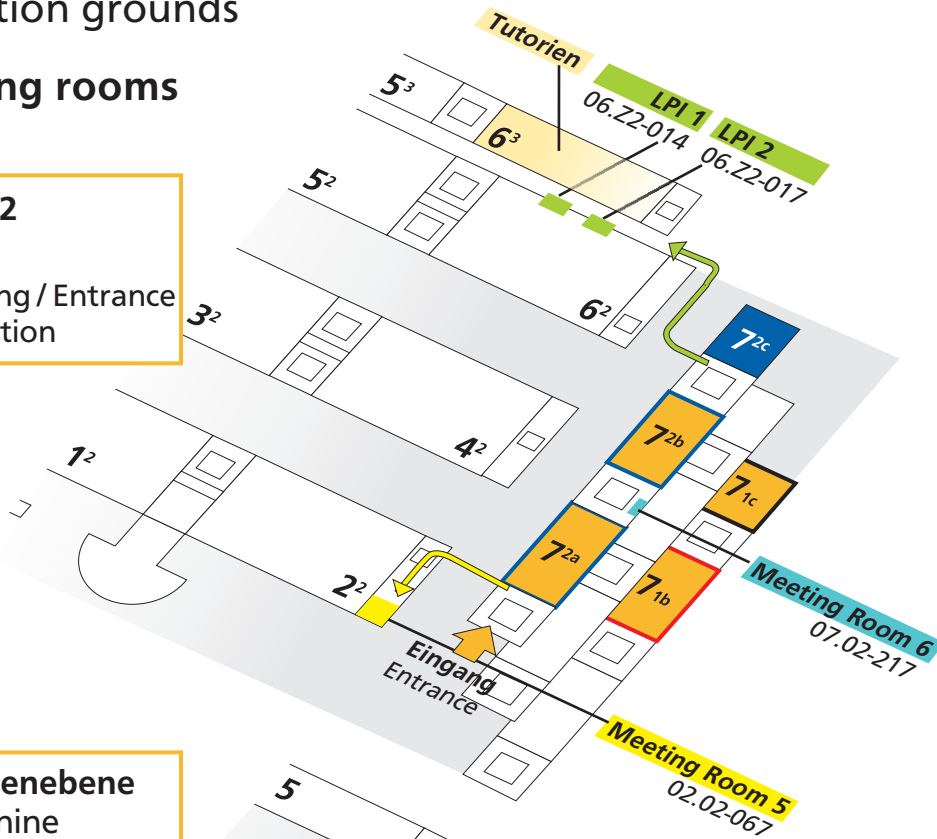 tion grounds
ng rooms
2
ng / Entrance
tion
Tutorien
LPI 1
06.Z2-014
LPI 2
06.Z2-017
5³
6³
5²
6²
3²
4²
1²
2²
7²ᶜ
7²ᵇ
7₁c
7²ᵃ
7₁b
Eingang
Entrance
Meeting Room 6
07.02-217
Meeting Room 5
02.02-067
enebene
nine
5